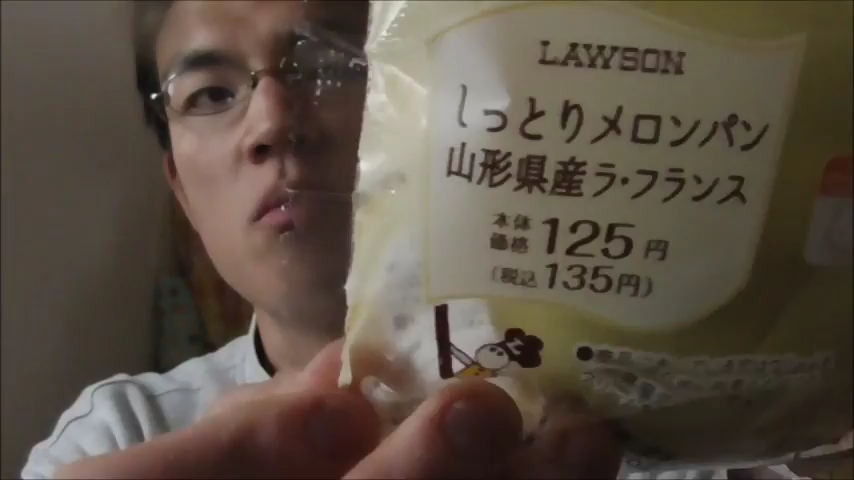 LAWSON
しっとりメロンパン
山形県産ラ・フランス
本体
価格 125円
(税込135円)